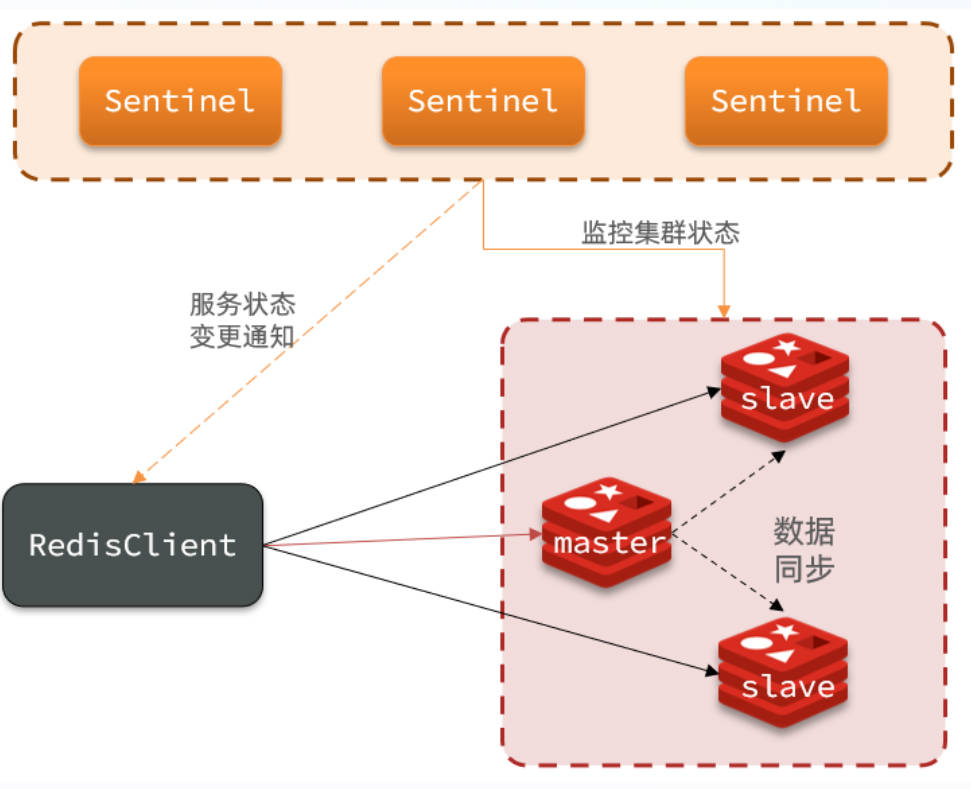 Sentinel
Sentinel
Sentinel
监控集群状态
服务状态
变更通知
slave
RedisClient
master
数据
同步
slave